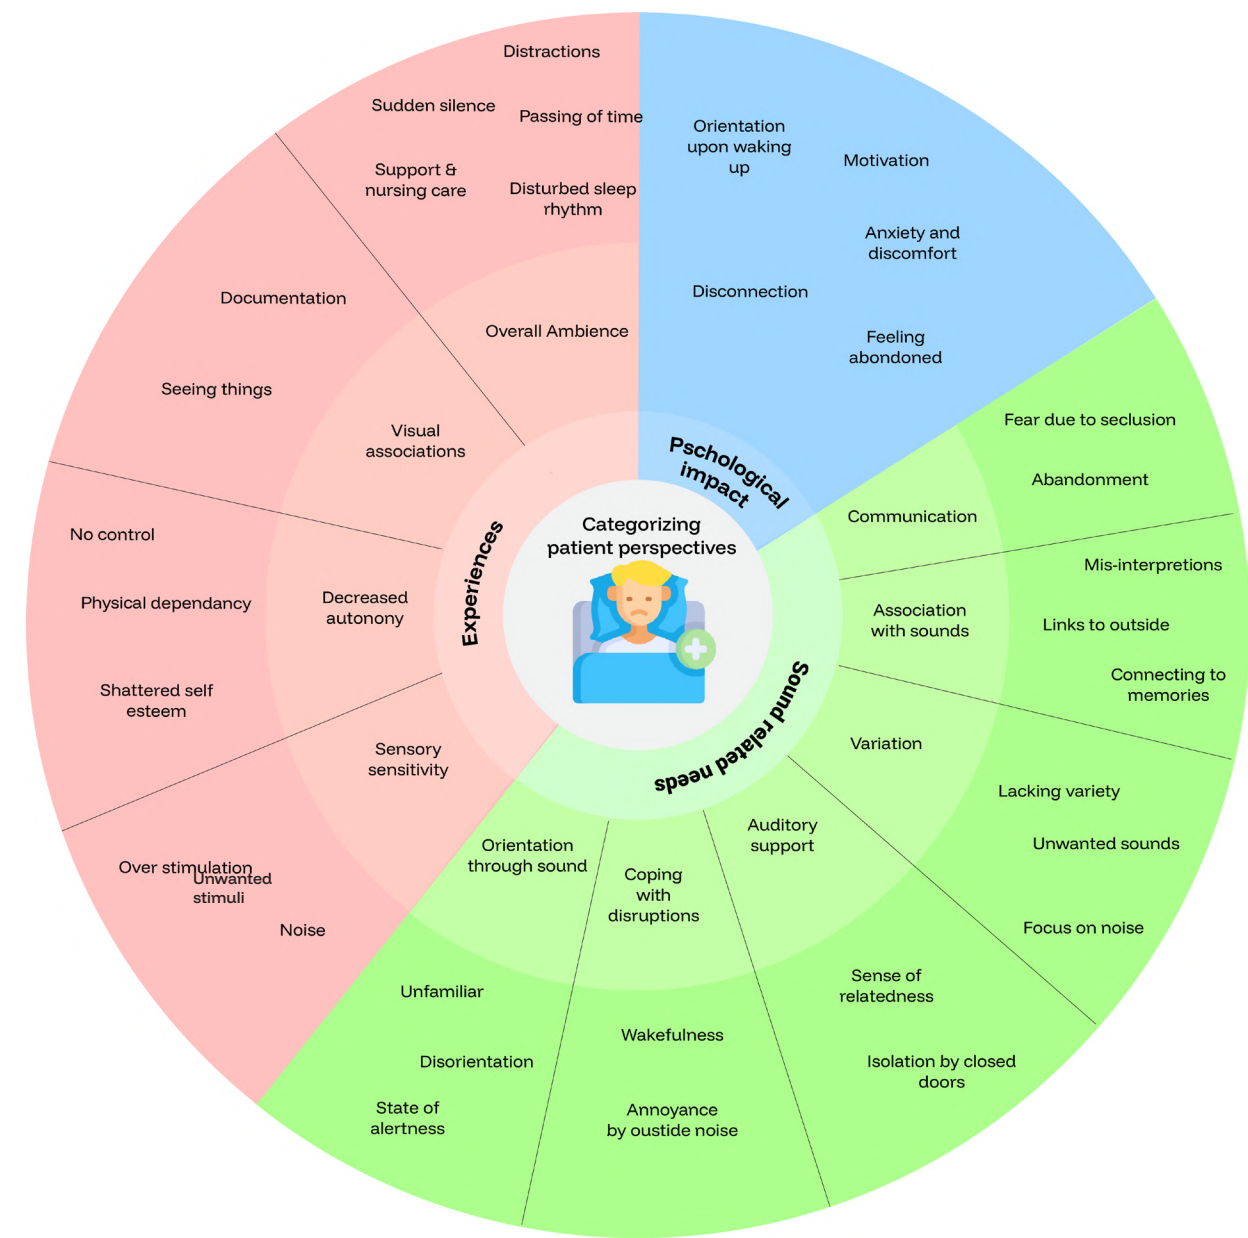 Categorizing
patient perspectives
Pschological
impact
Orientation
upon waking
up
Motivation
Anxiety and
discomfort
Disconnection
Feeling
abondoned
Sound related needs
Communication
Fear due to seclusion
Abandonment
Association
with sounds
Mis-interpretions
Links to outside
Connecting to
memories
Variation
Lacking variety
Unwanted sounds
Focus on noise
Auditory
support
Sense of
relatedness
Isolation by closed
doors
Coping
with
disruptions
Wakefulness
Annoyance
by oustide noise
Orientation
through sound
Unfamiliar
Disorientation
State of
alertness
Experiences
Sensory
sensitivity
Over stimulation
Unwanted
stimuli
Noise
Decreased
autonomy
No control
Physical dependancy
Shattered self
esteem
Visual
associations
Documentation
Seeing things
Overall Ambience
Distractions
Sudden silence
Passing of time
Support &
nursing care
Disturbed sleep
rhythm